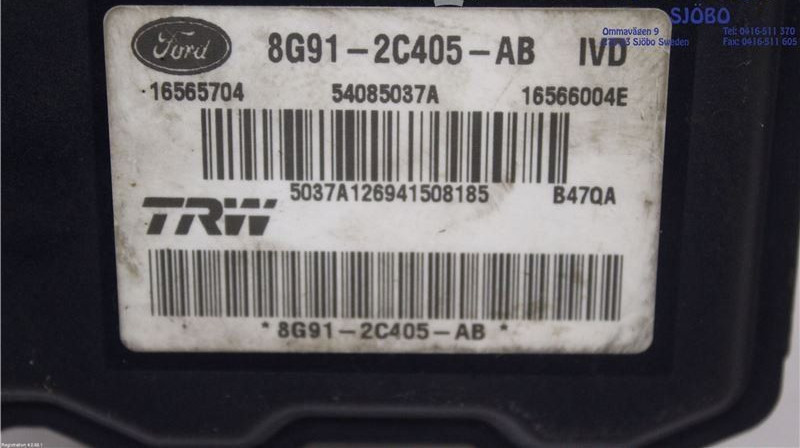 SJÖBO
Ommavägen 9 Tel: 0416-511 370
Sjöbo Sweden Fax: 0416-511 605
Ford 8G91-2C405-AB IVD
16565704 54085037A 16566004E
5037A126941508185 B47QA
TRW
*8G91-2C405-AB*